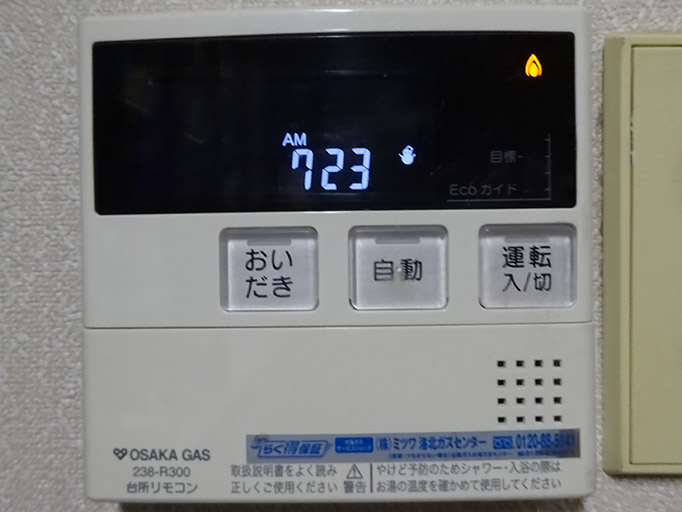 AM
723
目標
Ecoガイド
おい
だき
自動
運転
入/切
らく得保証
(株)ミツワ 洛北ガスセンター 0120-88-5141
OSAKA GAS
238-R300
台所リモコン
取扱説明書をよく読み
正しくご使用ください
警告
やけど予防のためシャワー・入浴の際は
お湯の温度を確かめて使用してください